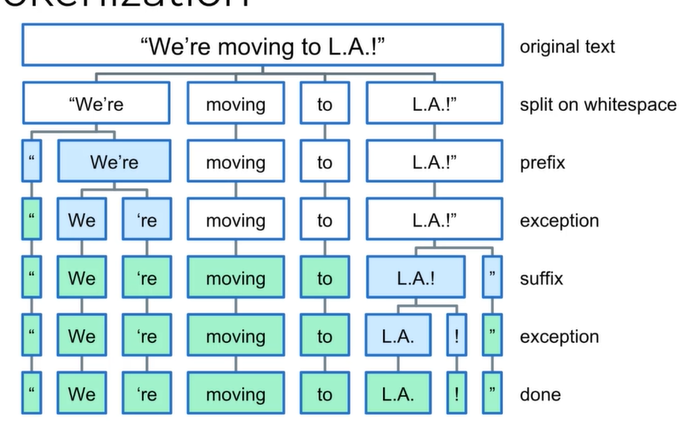 okenization
“We’re moving to L.A.!” original text
“We’re moving to L.A.!” split on whitespace
“ We’re moving to L.A.!” prefix
“ We ‘re moving to L.A.!” exception
“ We ‘re moving to L.A.! ” suffix
“ We ‘re moving to L.A. ! ” exception
“ We ‘re moving to L.A. ! ” done